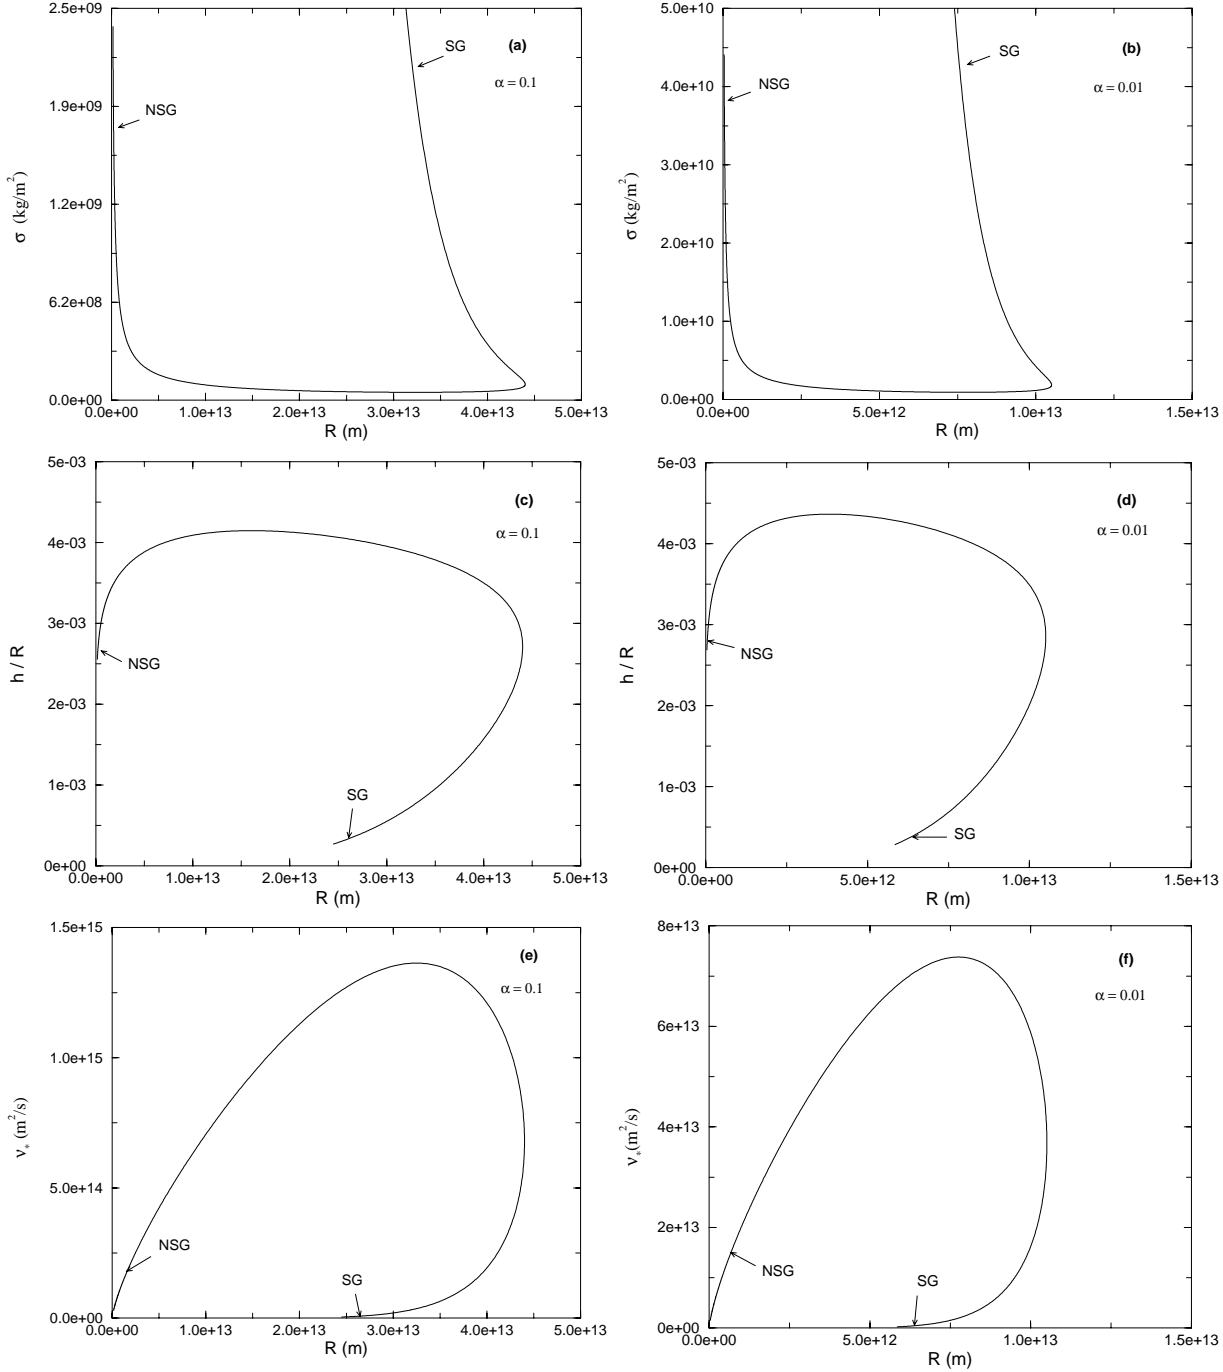 2.5e+09
1.9e+09
1.2e+09
6.2e+08
0.0e+00
σ (kg/m²)
(a)
α = 0.1
SG
NSG
0.0e+00 1.0e+13 2.0e+13 3.0e+13 4.0e+13 5.0e+13
R (m)
5.0e+10
4.0e+10
3.0e+10
2.0e+10
1.0e+10
0.0e+00
σ (kg/m²)
(b)
α = 0.01
SG
NSG
0.0e+00 5.0e+12 1.0e+13 1.5e+13
R (m)
5e-03
4e-03
3e-03
2e-03
1e-03
0e+00
h / R
(c)
α = 0.1
NSG
SG
0.0e+00 1.0e+13 2.0e+13 3.0e+13 4.0e+13 5.0e+13
R (m)
5e-03
4e-03
3e-03
2e-03
1e-03
0e+00
h / R
(d)
α = 0.01
NSG
SG
0.0e+00 5.0e+12 1.0e+13 1.5e+13
R (m)
1.5e+15
1.0e+15
5.0e+14
0.0e+00
ν* (m²/s)
(e)
α = 0.1
NSG
SG
0.0e+00 1.0e+13 2.0e+13 3.0e+13 4.0e+13 5.0e+13
R (m)
8e+13
6e+13
4e+13
2e+13
0e+00
ν*(m²/s)
(f)
α = 0.01
NSG
SG
0.0e+00 5.0e+12 1.0e+13 1.5e+13
R (m)